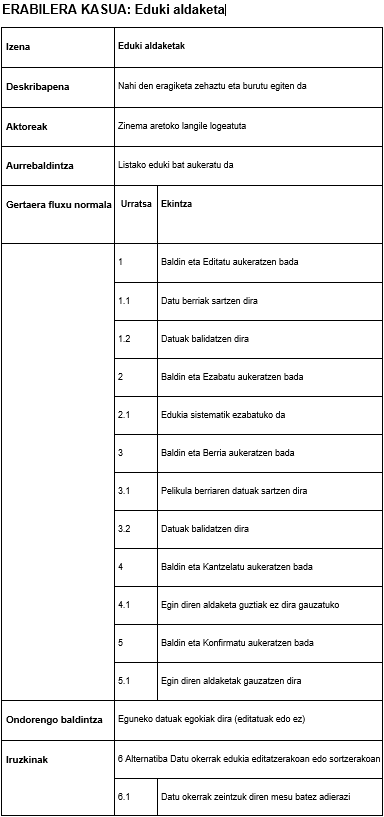 ERABILERA KASUA: Eduki aldaketa
Izena Eduki aldaketak
Deskribapena Nahi den eragiketa zehaztu eta burutu egiten da
Aktoreak Zinema aretoko langile logeatuta
Aurrebaldintza Listako eduki bat aukeratu da
Gertaera fluxu normala Urratsa Ekintza
1 Baldin eta Editatu aukeratzen bada
1.1 Datu berriak sartzen dira
1.2 Datuak balidatzen dira
2 Baldin eta Ezabatu aukeratzen bada
2.1 Edukia sistematik ezabatuko da
3 Baldin eta Berria aukeratzen bada
3.1 Pelikula berriaren datuak sartzen dira
3.2 Datuak balidatzen dira
4 Baldin eta Kantzelatu aukeratzen bada
4.1 Egin diren aldaketa guztiak ez dira gauzatuko
5 Baldin eta Konfirmatu aukeratzen bada
5.1 Egin diren aldaketak gauzatzen dira
Ondorengo baldintza Eguneko datuak egokiak dira (editatuak edo ez)
Iruzkinak 6 Alternatiba Datu okerrak edukia editatzerakoan edo sortzerakoan
6.1 Datu okerrak zeintzuk diren mesu batez adierazi